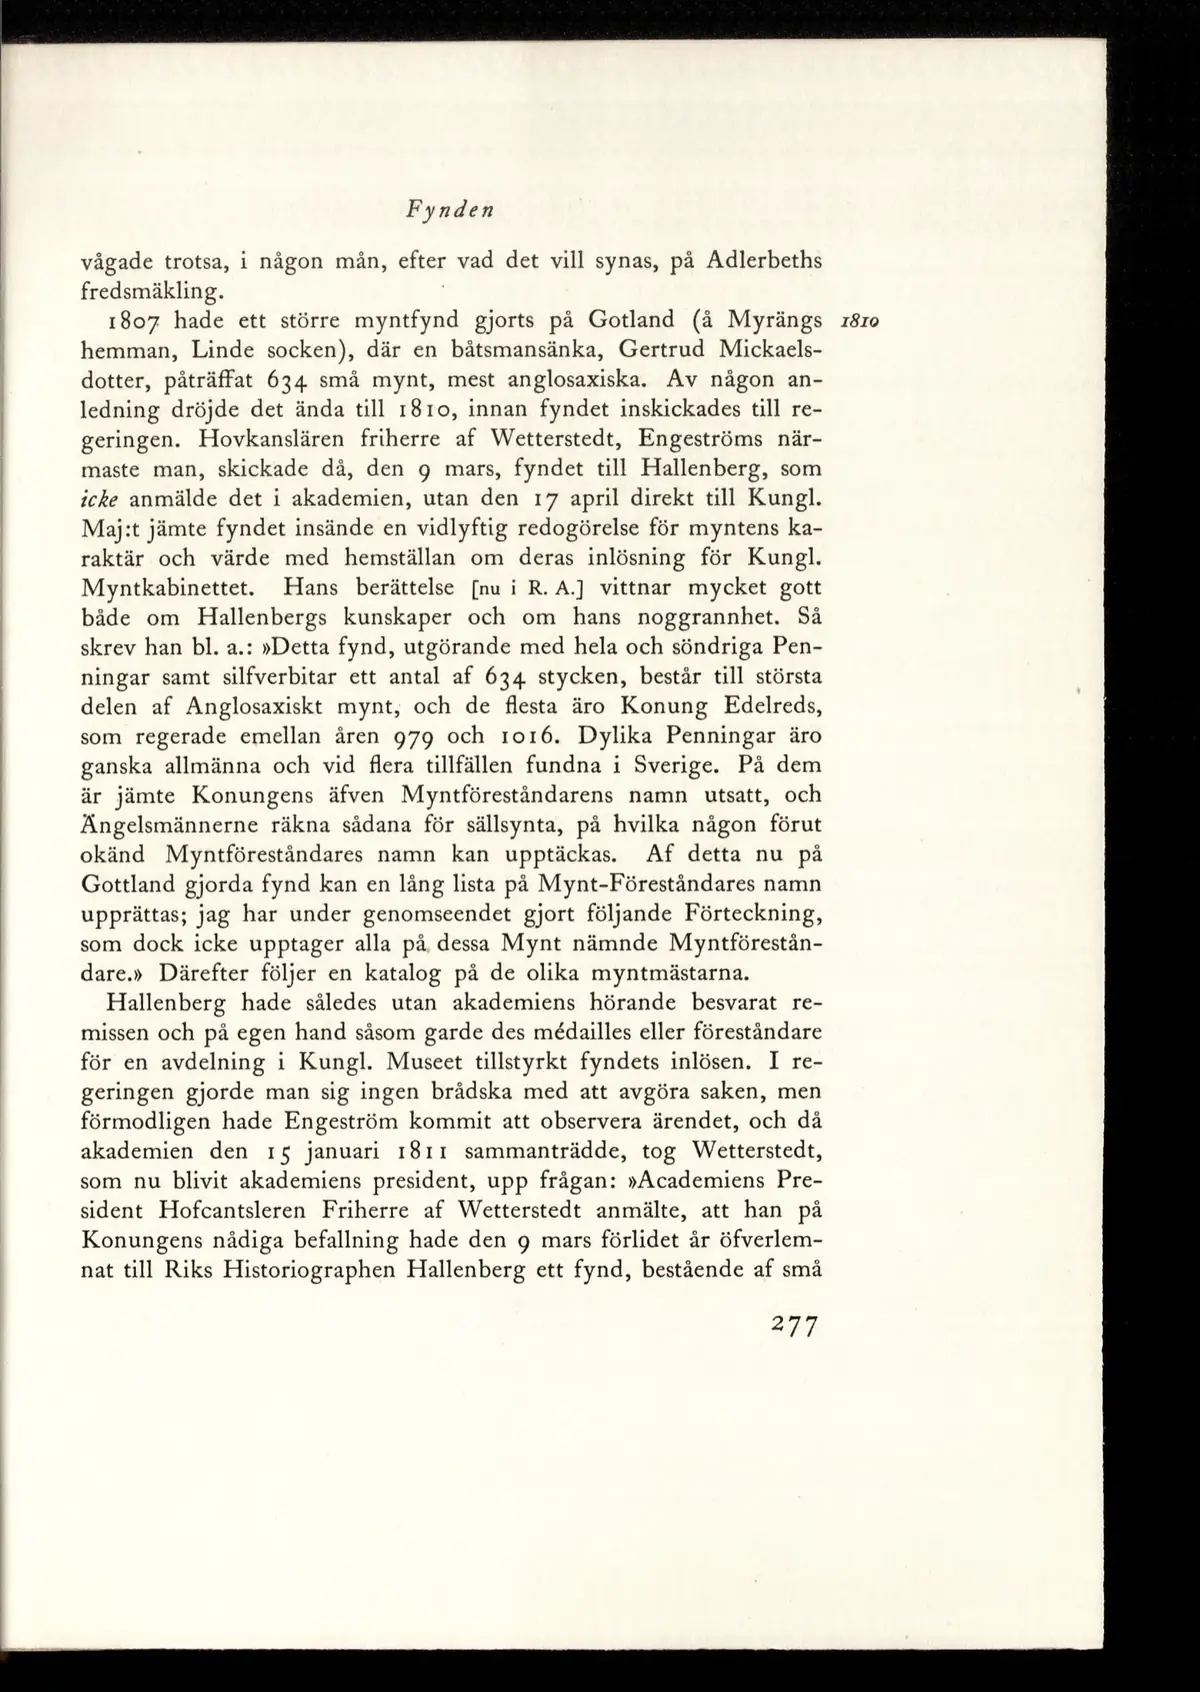 Fynden
vågade trotsa, i någon mån, efter vad det vill synas, på Adlerbeths
fredsmäkling.
1807 hade ett större myntfynd gjorts på Gotland (å Myrängs 1810
hemman, Linde socken), där en båtsmansänka, Gertrud Mickaels-
dotter, påträffat 634 små mynt, mest anglosaxiska. Av någon an-
ledning dröjde det ända till 1810, innan fyndet inskickades till re-
geringen. Hovkanslären friherre af Wetterstedt, Engeströms när-
maste man, skickade då, den 9 mars, fyndet till Hallenberg, som
icke anmälde det i akademien, utan den 17 april direkt till Kungl.
Maj:t jämte fyndet insände en vidlyftig redogörelse för myntens ka-
raktär och värde med hemställan om deras inlösning för Kungl.
Myntkabinettet. Hans berättelse [nu i R. A.] vittnar mycket gott
både om Hallenbergs kunskaper och om hans noggrannhet. Så
skrev han bl. a.: »Detta fynd, utgörande med hela och söndriga Pen-
ningar samt silfverbitar ett antal af 634 stycken, består till största
delen af Anglosaxiskt mynt, och de flesta äro Konung Edelreds,
som regerade emellan åren 979 och 1016. Dylika Penningar äro
ganska allmänna och vid flera tillfällen fundna i Sverige. På dem
är jämte Konungens äfven Myntföreståndarens namn utsatt, och
Ängelsmännerne räkna sådana för sällsynta, på hvilka någon förut
okänd Myntföreståndares namn kan upptäckas. Af detta nu på
Gottland gjorda fynd kan en lång lista på Mynt-Föreståndares namn
upprättas; jag har under genomseendet gjort följande Förteckning,
som dock icke upptager alla på dessa Mynt nämnde Myntförestån-
dare.» Därefter följer en katalog på de olika myntmästarna.
Hallenberg hade således utan akademiens hörande besvarat re-
missen och på egen hand såsom garde des médailles eller föreståndare
för en avdelning i Kungl. Museet tillstyrkt fyndets inlösen. I re-
geringen gjorde man sig ingen brådska med att avgöra saken, men
förmodligen hade Engeström kommit att observera ärendet, och då
akademien den 15 januari 1811 sammanträdde, tog Wetterstedt,
som nu blivit akademiens president, upp frågan: »Academiens Pre-
sident Hofcantsleren Friherre af Wetterstedt anmälte, att han på
Konungens nådiga befallning hade den 9 mars förlidet år öfverlem-
nat till Riks Historiographen Hallenberg ett fynd, bestående af små
277